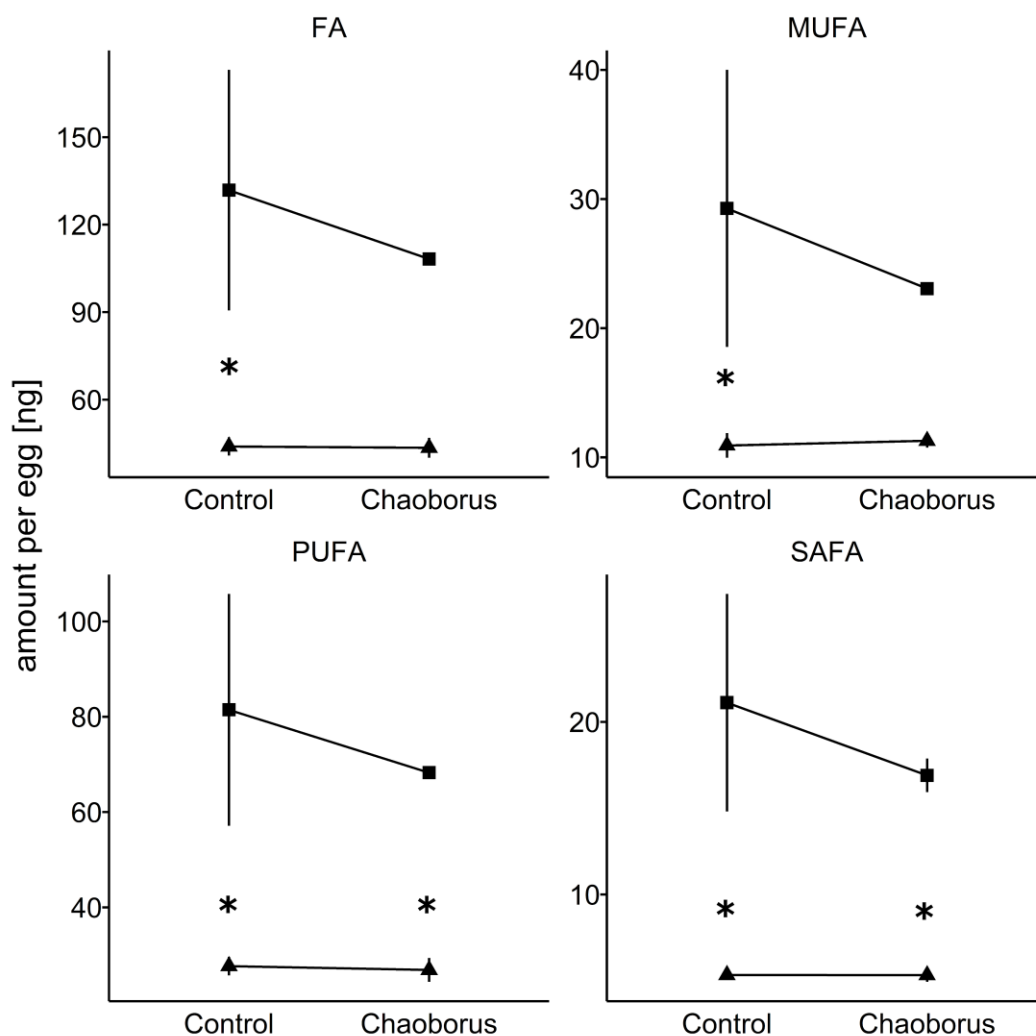 FA
MUFA
amount per egg [ng]
150
120
90
60
*
Control
Chaoborus
40
30
20
10
*
Control
Chaoborus
PUFA
SAFA
100
80
60
40
*
*
Control
Chaoborus
20
10
*
*
Control
Chaoborus